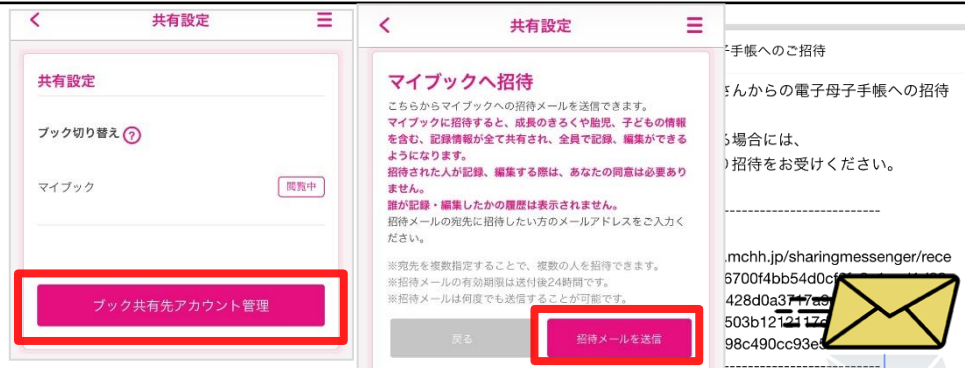 共有設定
共有設定
ブック切り替え ?
マイブック
閲覧中
ブック共有先アカウント管理
共有設定
マイブックへ招待
こちらからマイブックへの招待メールを送信できます。
マイブックに招待すると、成長のきろくや胎児、子どもの情報
を含む、記録情報が全て共有され、全員で記録、編集ができる
ようになります。
招待された人が記録、編集する際は、あなたの同意は必要あり
ません。
誰が記録・編集したかの履歴は表示されません。
招待メールの宛先に招待したい方のメールアドレスをご入力く
ださい。
※宛先を複数指定することで、複数の人を招待できます。
※招待メールの有効期限は送付後24時間です。
※招待メールは何度でも送信することが可能です。
戻る
招待メールを送信
子手帳へのご招待
さんからの電子母子手帳への招待
る場合には、
り招待をお受けください。
---------------------------
.mchh.jp/sharingmessenger/rece
6700f4bb54d0cf
428d0a3717a9
503b1212117
98c490cc93e5
---------------------------